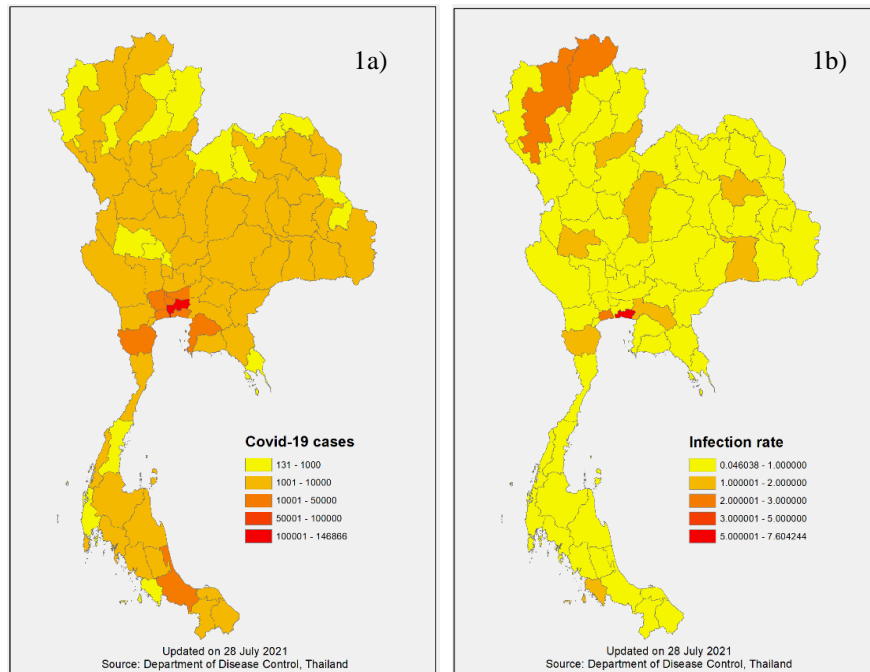 1a)
Covid-19 cases
131 - 1000
1001 - 10000
10001 - 50000
50001 - 100000
100001 - 146866
Updated on 28 July 2021
Source: Department of Disease Control, Thailand
1b)
Infection rate
0.046038 - 1.000000
1.000001 - 2.000000
2.000001 - 3.000000
3.000001 - 5.000000
5.000001 - 7.604244
Updated on 28 July 2021
Source: Department of Disease Control, Thailand